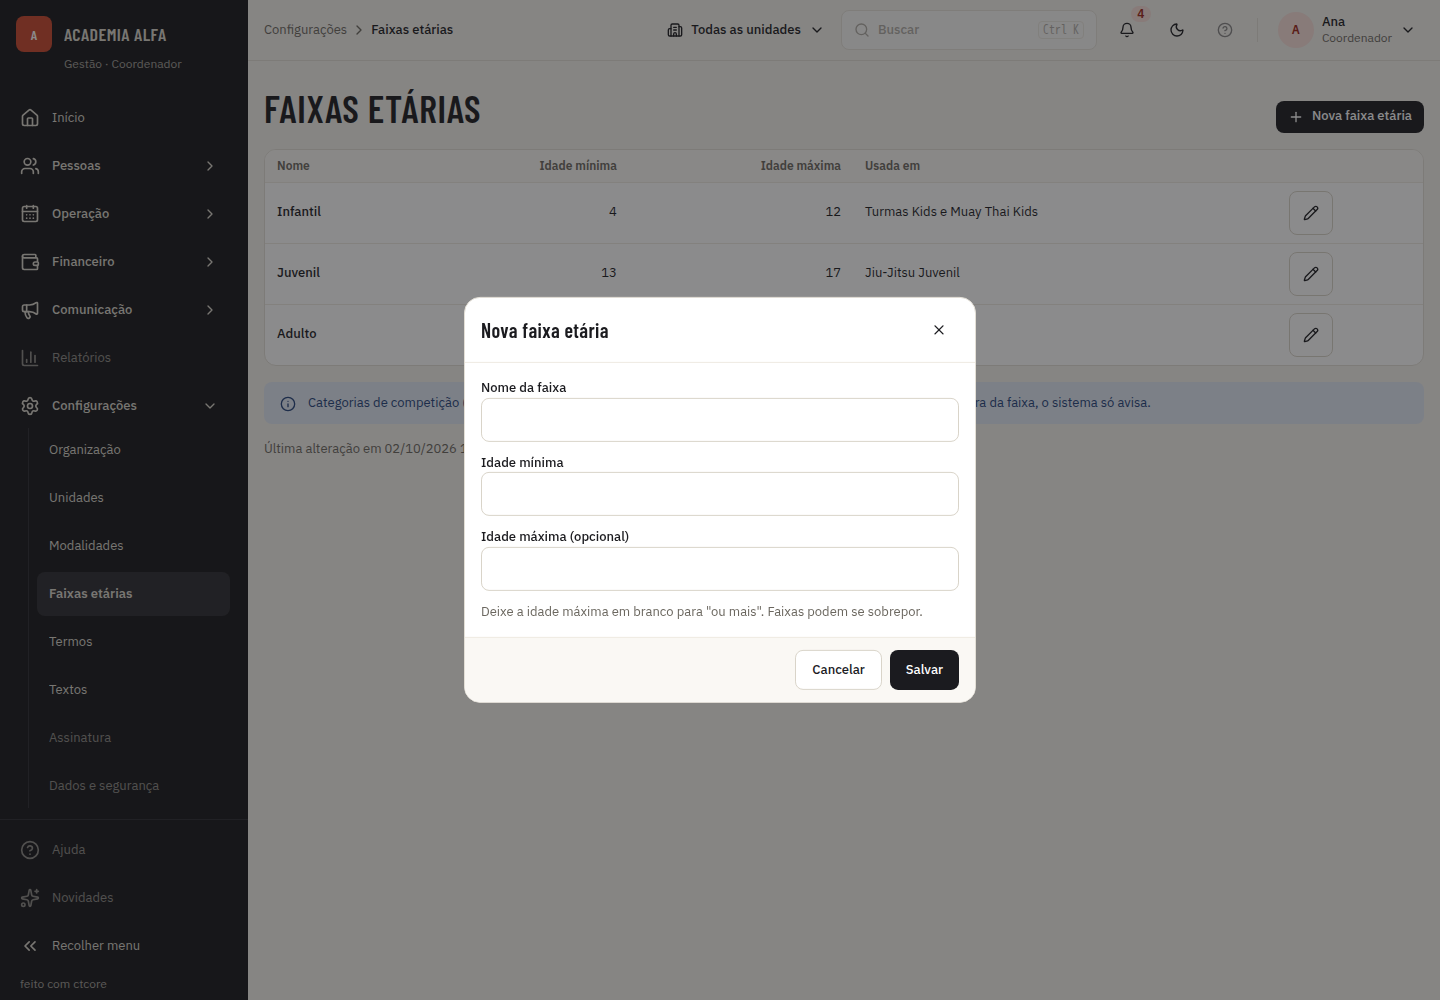 A
ACADEMIA ALFA
Gestão - Coordenador
Início
Pessoas
Operação
Financeiro
Comunicação
Relatórios
Configurações
Organização
Unidades
Modalidades
Faixas etárias
Termos
Textos
Assinatura
Dados e segurança
Ajuda
Novidades
Recolher menu
feito com ctcore
Configurações > Faixas etárias
Todas as unidades
Buscar
Ctrl K
4
A
Ana
Coordenador
FAIXAS ETÁRIAS
Nova faixa etária
Nome Idade mínima Idade máxima Usada em
Infantil 4 12 Turmas Kids e Muay Thai Kids
Juvenil 13 17 Jiu-Jitsu Juvenil
Adulto
Categorias de competição
da faixa, o sistema só avisa.
Última alteração em 02/10/2026
Nova faixa etária
Nome da faixa
Idade mínima
Idade máxima (opcional)
Deixe a idade máxima em branco para "ou mais". Faixas podem se sobrepor.
Cancelar
Salvar